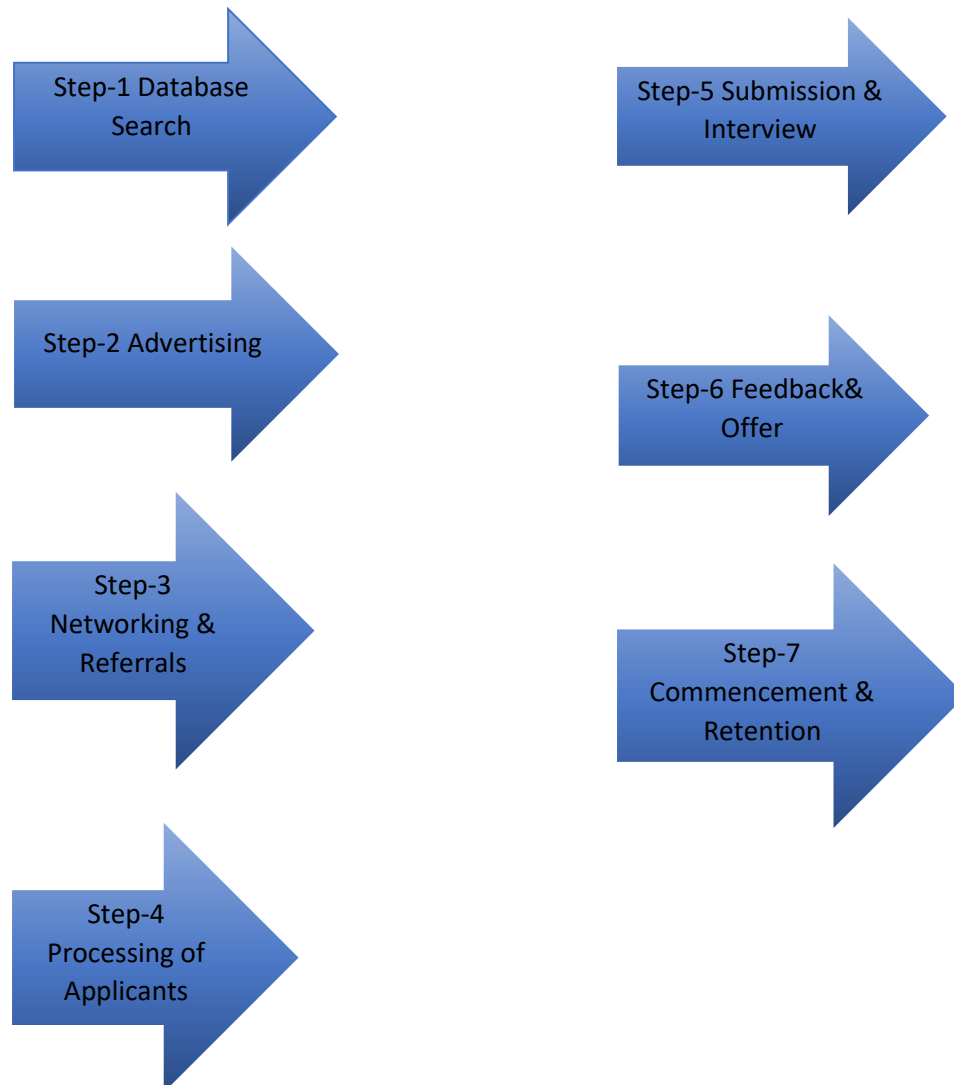 Step-1 Database
Search
Step-2 Advertising
Step-3
Networking &
Referrals
Step-4
Processing of
Applicants
Step-5 Submission &
Interview
Step-6 Feedback&
Offer
Step-7
Commencement &
Retention